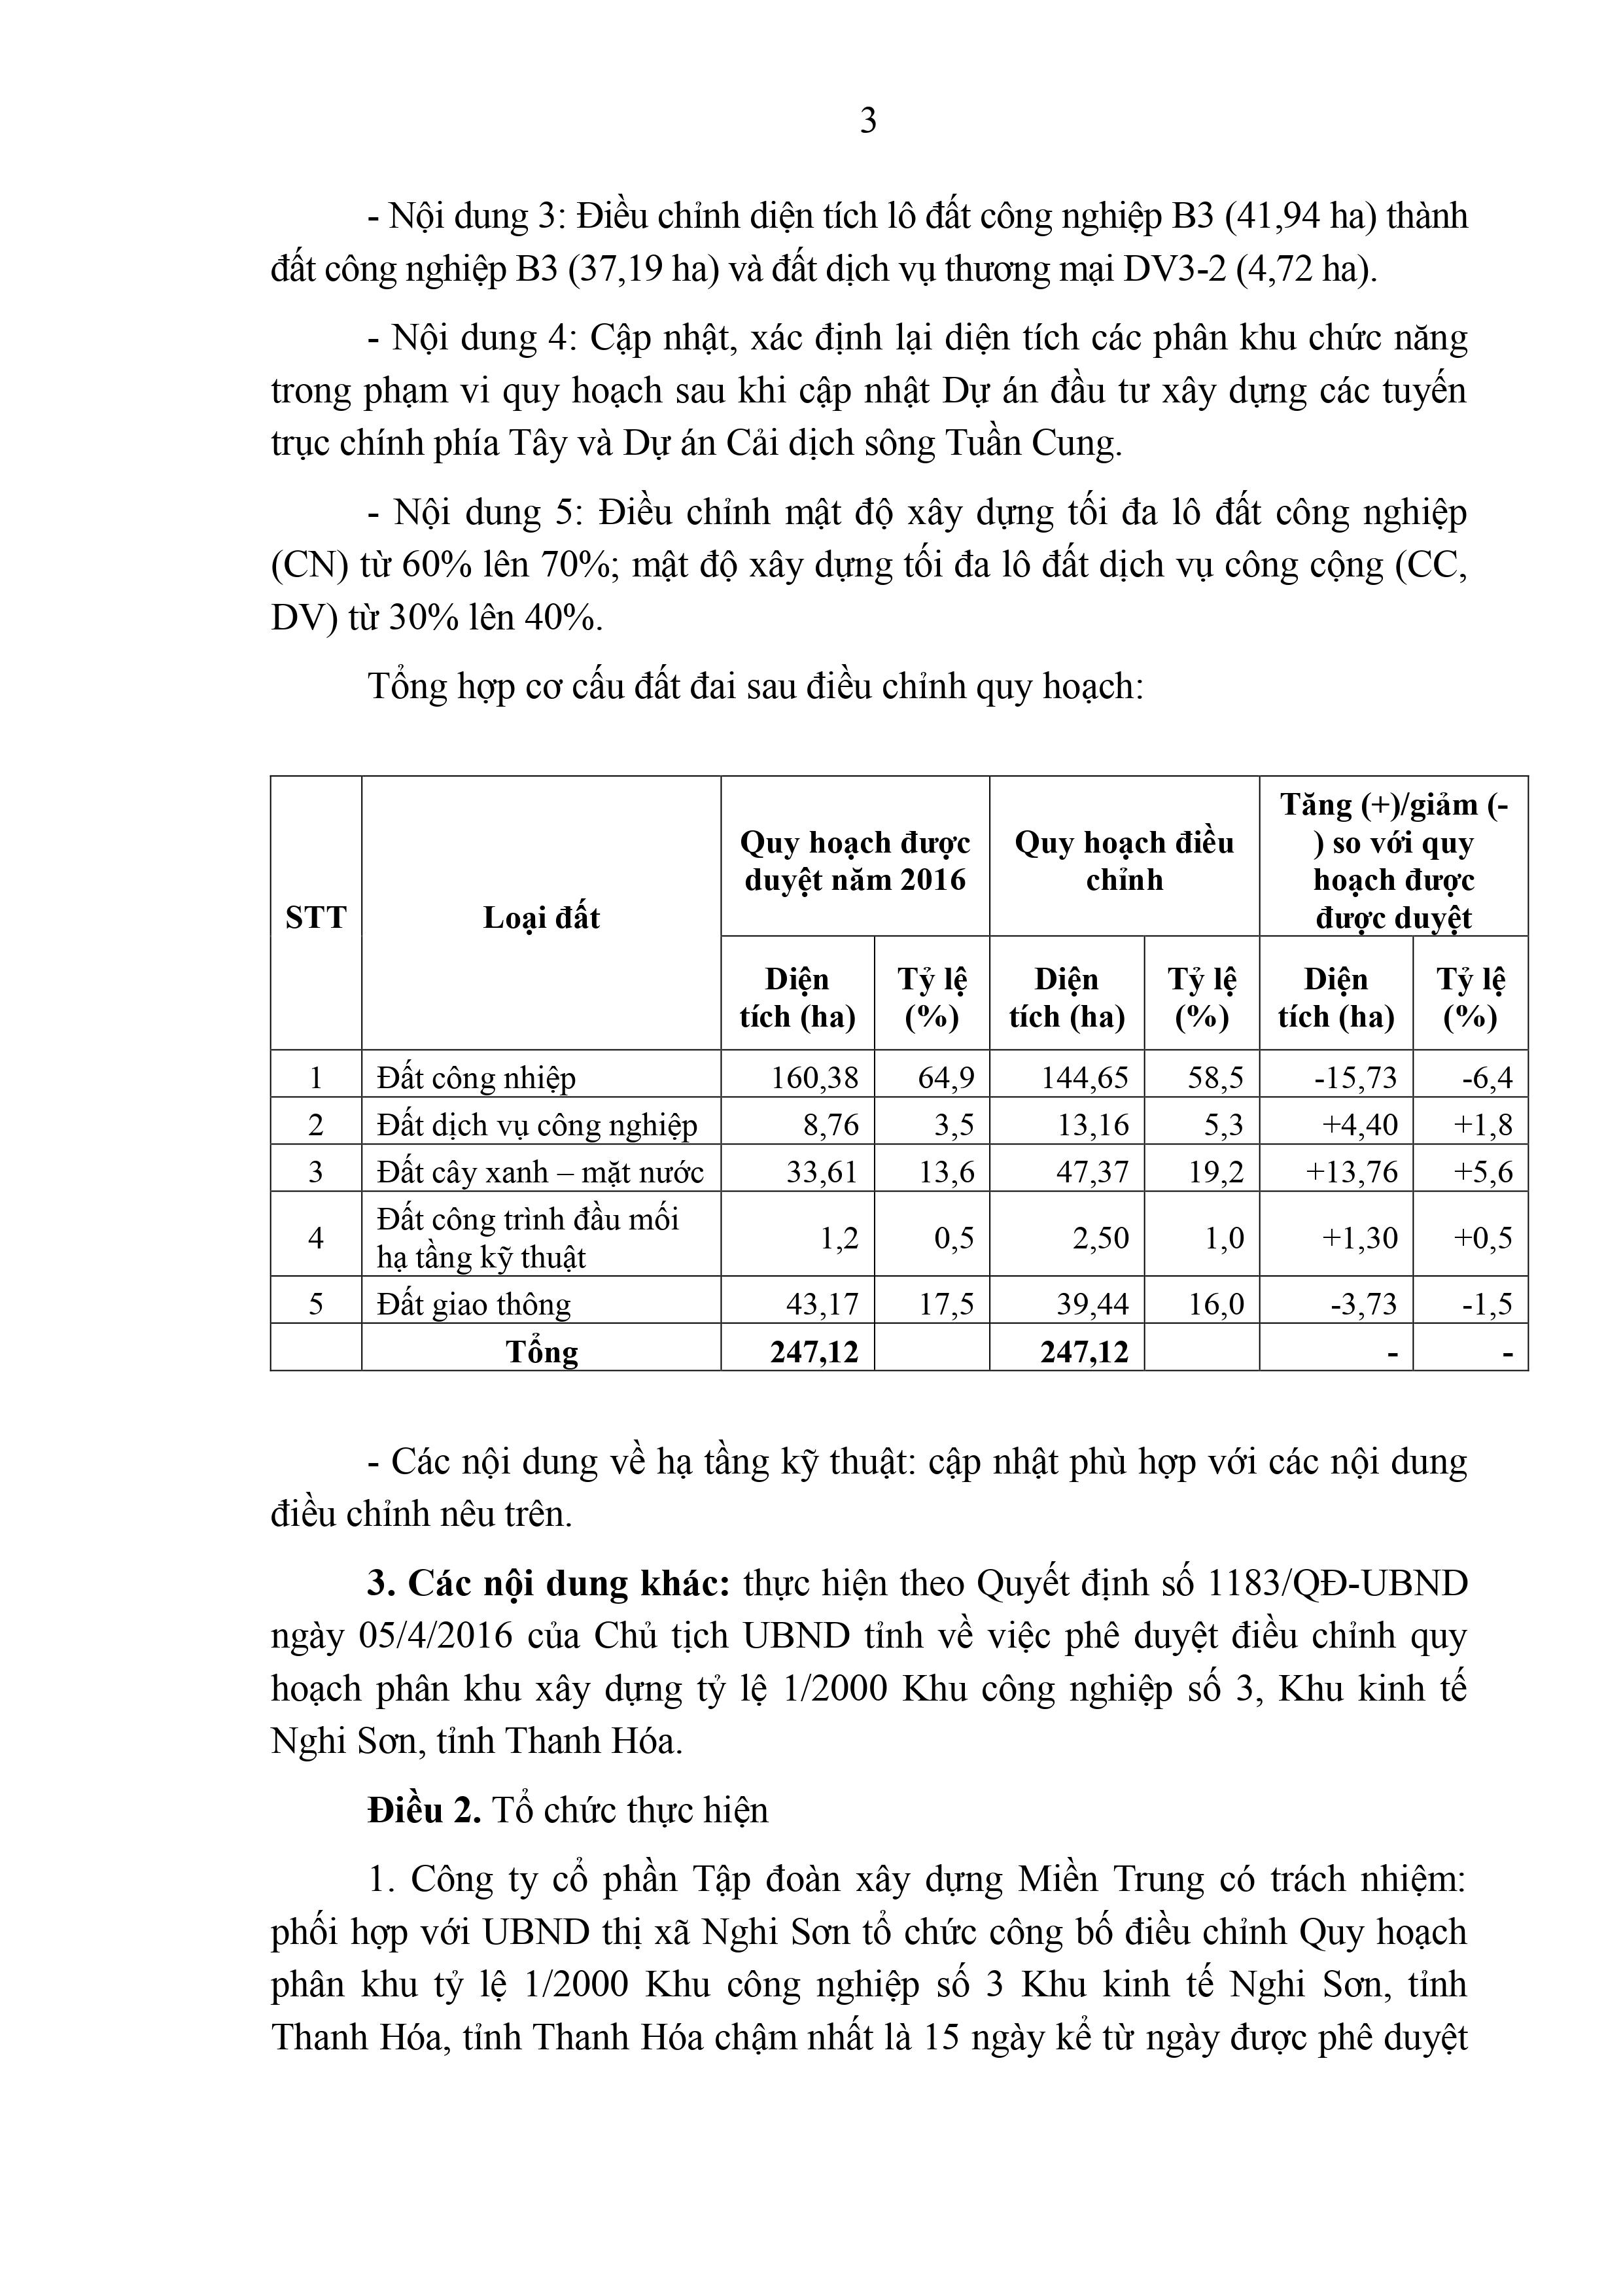 3
- Nội dung 3: Điều chỉnh diện tích lô đất công nghiệp B3 (41,94 ha) thành
đất công nghiệp B3 (37,19 ha) và đất dịch vụ thương mại DV3-2 (4,72 ha).
- Nội dung 4: Cập nhật, xác định lại diện tích các phân khu chức năng
trong phạm vi quy hoạch sau khi cập nhật Dự án đầu tư xây dựng các tuyến
trục chính phía Tây và Dự án Cải dịch sông Tuần Cung.
- Nội dung 5: Điều chỉnh mật độ xây dựng tối đa lô đất công nghiệp
(CN) từ 60% lên 70%; mật độ xây dựng tối đa lô đất dịch vụ công cộng (CC,
DV) từ 30% lên 40%.
Tổng hợp cơ cấu đất đai sau điều chỉnh quy hoạch:
STT Loại đất
Quy hoạch được
duyệt năm 2016
Quy hoạch điều
chỉnh
Tăng (+)/giảm (-
) so với quy
hoạch được
được duyệt
Diện
tích (ha)
Tỷ lệ
(%)
Diện
tích (ha)
Tỷ lệ
(%)
Diện
tích (ha)
Tỷ lệ
(%)
1 Đất công nhiệp 160,38 64,9 144,65 58,5 -15,73 -6,4
2 Đất dịch vụ công nghiệp 8,76 3,5 13,16 5,3 +4,40 +1,8
3 Đất cây xanh – mặt nước 33,61 13,6 47,37 19,2 +13,76 +5,6
4 Đất công trình đầu mối
hạ tầng kỹ thuật 1,2 0,5 2,50 1,0 +1,30 +0,5
5 Đất giao thông 43,17 17,5 39,44 16,0 -3,73 -1,5
Tổng 247,12 247,12 - -
- Các nội dung về hạ tầng kỹ thuật: cập nhật phù hợp với các nội dung
điều chỉnh nêu trên.
3. Các nội dung khác: thực hiện theo Quyết định số 1183/QĐ-UBND
ngày 05/4/2016 của Chủ tịch UBND tỉnh về việc phê duyệt điều chỉnh quy
hoạch phân khu xây dựng tỷ lệ 1/2000 Khu công nghiệp số 3, Khu kinh tế
Nghi Sơn, tỉnh Thanh Hóa.
Điều 2. Tổ chức thực hiện
1. Công ty cổ phần Tập đoàn xây dựng Miền Trung có trách nhiệm:
phối hợp với UBND thị xã Nghi Sơn tổ chức công bố điều chỉnh Quy hoạch
phân khu tỷ lệ 1/2000 Khu công nghiệp số 3 Khu kinh tế Nghi Sơn, tỉnh
Thanh Hóa, tỉnh Thanh Hóa chậm nhất là 15 ngày kể từ ngày được phê duyệt